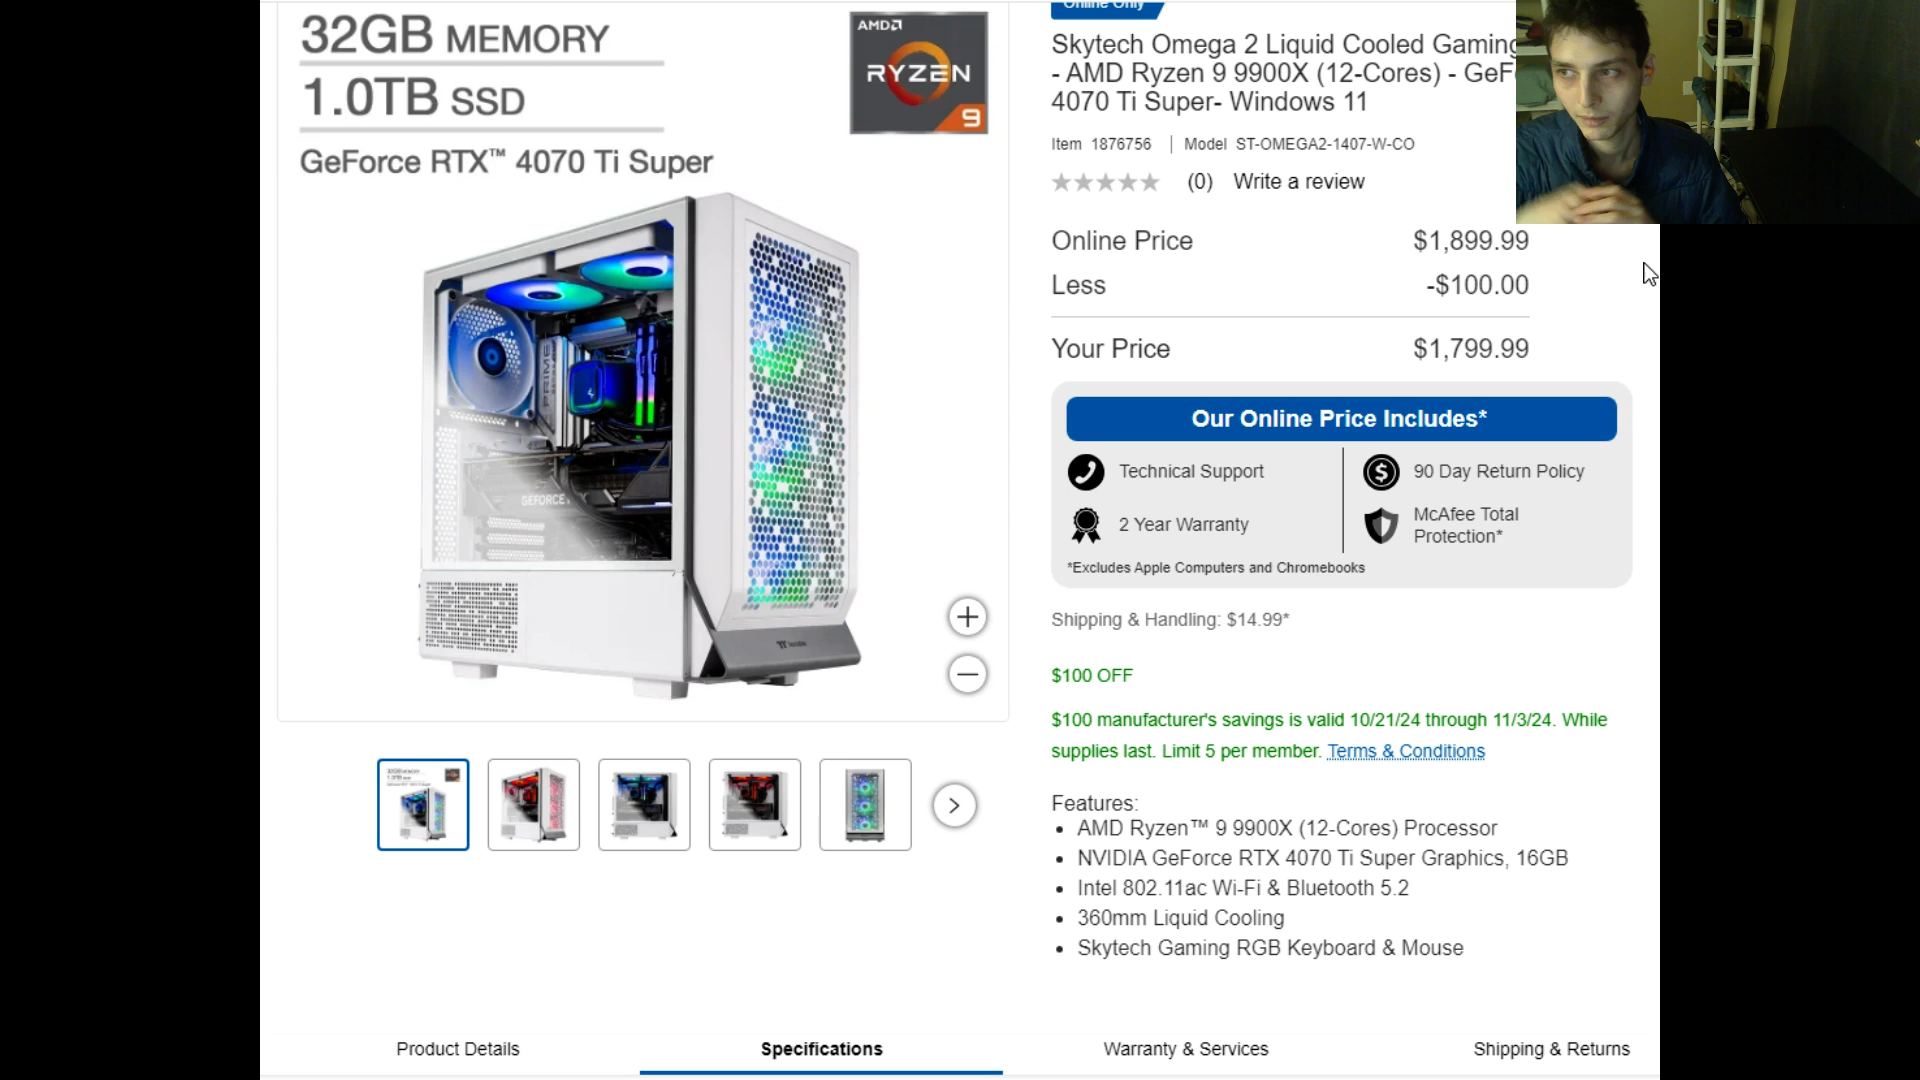 32GB MEMORY
1.0TB SSD
GeForce RTX™ 4070 Ti Super
AMD
RYZEN
9
PRIME
GEFORCE
Online Only
Skytech Omega 2 Liquid Cooled Gaming
- AMD Ryzen 9 9900X (12-Cores) - GeF
4070 Ti Super- Windows 11
Item 1876756 | Model ST-OMEGA2-1407-W-CO
(0) Write a review
Online Price $1,899.99
Less -$100.00
Your Price $1,799.99
Our Online Price Includes*
Technical Support
90 Day Return Policy
2 Year Warranty
McAfee Total
Protection*
*Excludes Apple Computers and Chromebooks
Shipping & Handling: $14.99*
$100 OFF
$100 manufacturer's savings is valid 10/21/24 through 11/3/24. While
supplies last. Limit 5 per member. Terms & Conditions
Features:
• AMD Ryzen™ 9 9900X (12-Cores) Processor
• NVIDIA GeForce RTX 4070 Ti Super Graphics, 16GB
• Intel 802.11ac Wi-Fi & Bluetooth 5.2
• 360mm Liquid Cooling
• Skytech Gaming RGB Keyboard & Mouse
Product Details Specifications Warranty & Services Shipping & Returns